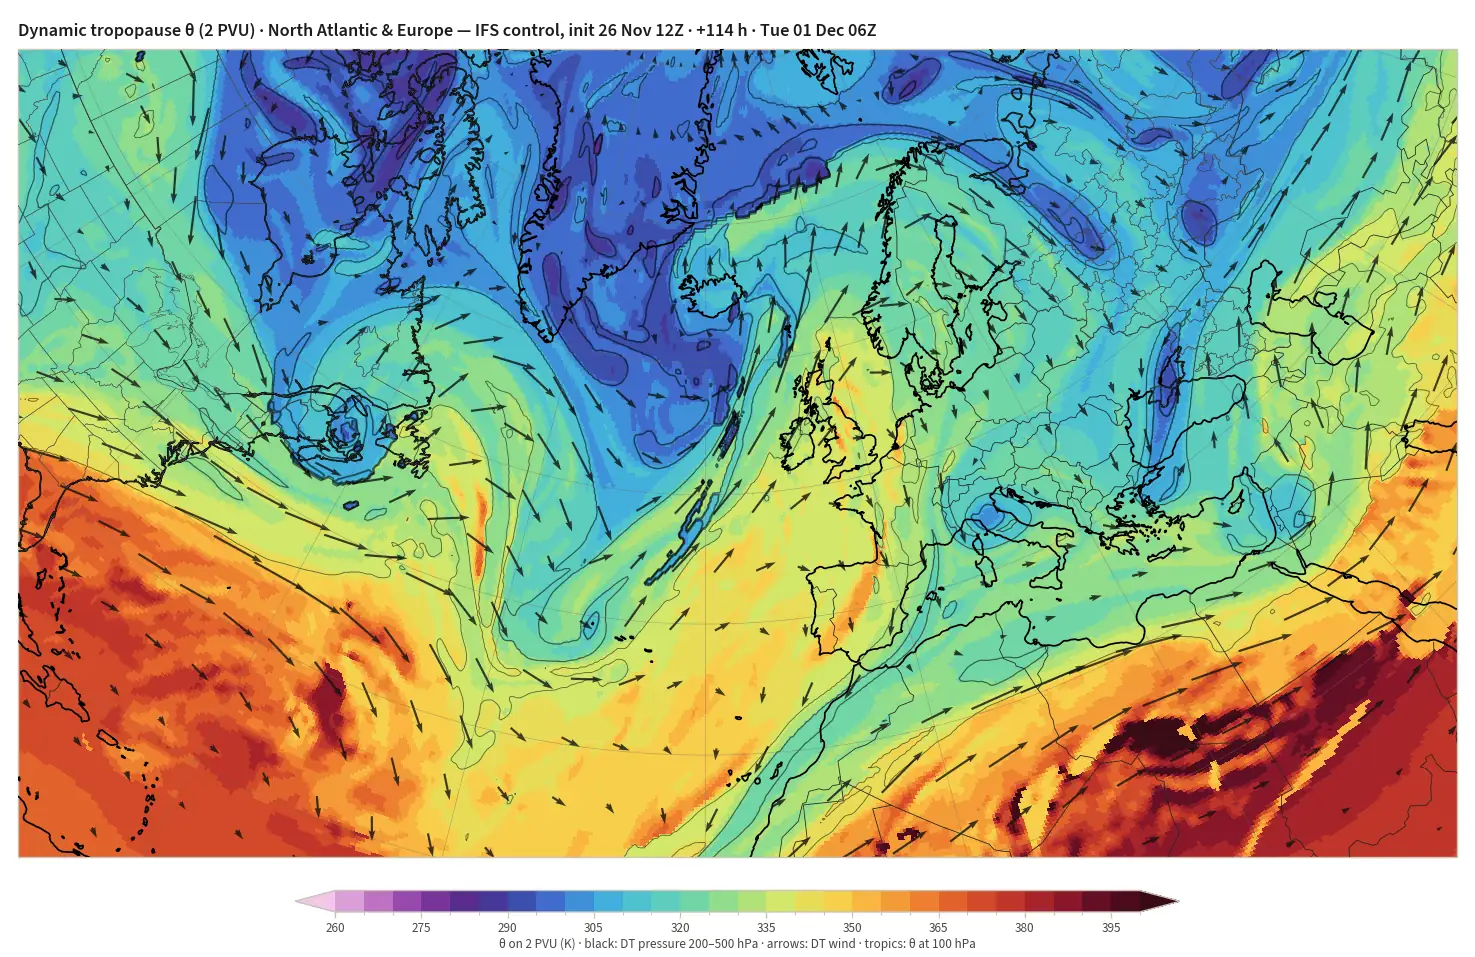 Dynamic tropopause θ (2 PVU) · North Atlantic & Europe — IFS control, init 26 Nov 12Z · +114 h · Tue 01 Dec 06Z
260 275 290 305 320 335 350 365 380 395
θ on 2 PVU (K) · black: DT pressure 200–500 hPa · arrows: DT wind · tropics: θ at 100 hPa